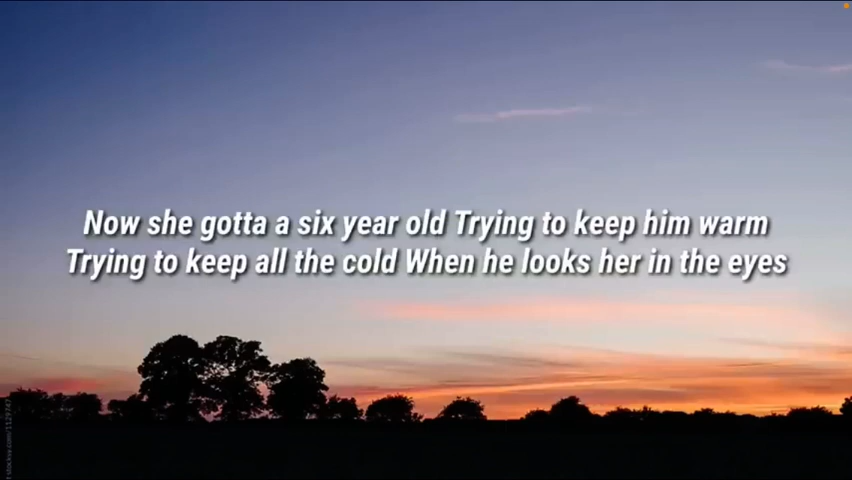 Now she gotta a six year old Trying to keep him warm
Trying to keep all the cold When he looks her in the eyes